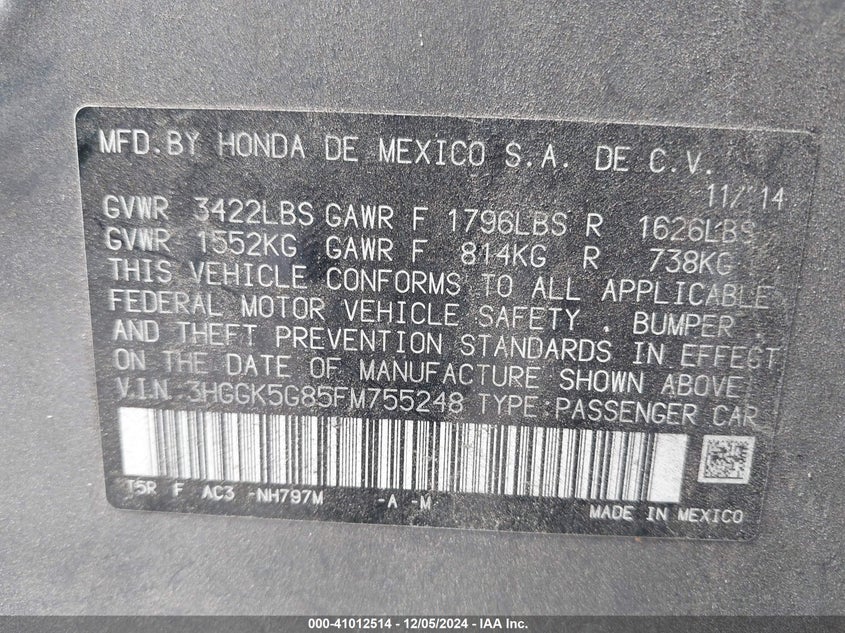 MFD.BY HONDA DE MEXICO S.A. DE C.V.
11/14
GVWR 3422LBS GAWR F 1796LBS R 1626LBS
GVWR 1552KG GAWR F 814KG R 738KG
THIS VEHICLE CONFORMS TO ALL APPLICABLE
FEDERAL MOTOR VEHICLE SAFETY , BUMPER
AND THEFT PREVENTION STANDARDS IN EFFECT
ON THE DATE OF MANUFACTURE SHOWN ABOVE
V.I.N. 3HGGK5G85FM755248 TYPE:PASSENGER CAR
T5R F AC3 -NH797M -A -M-
MADE IN MEXICO
000-41012514 - 12/05/2024 - IAA Inc.